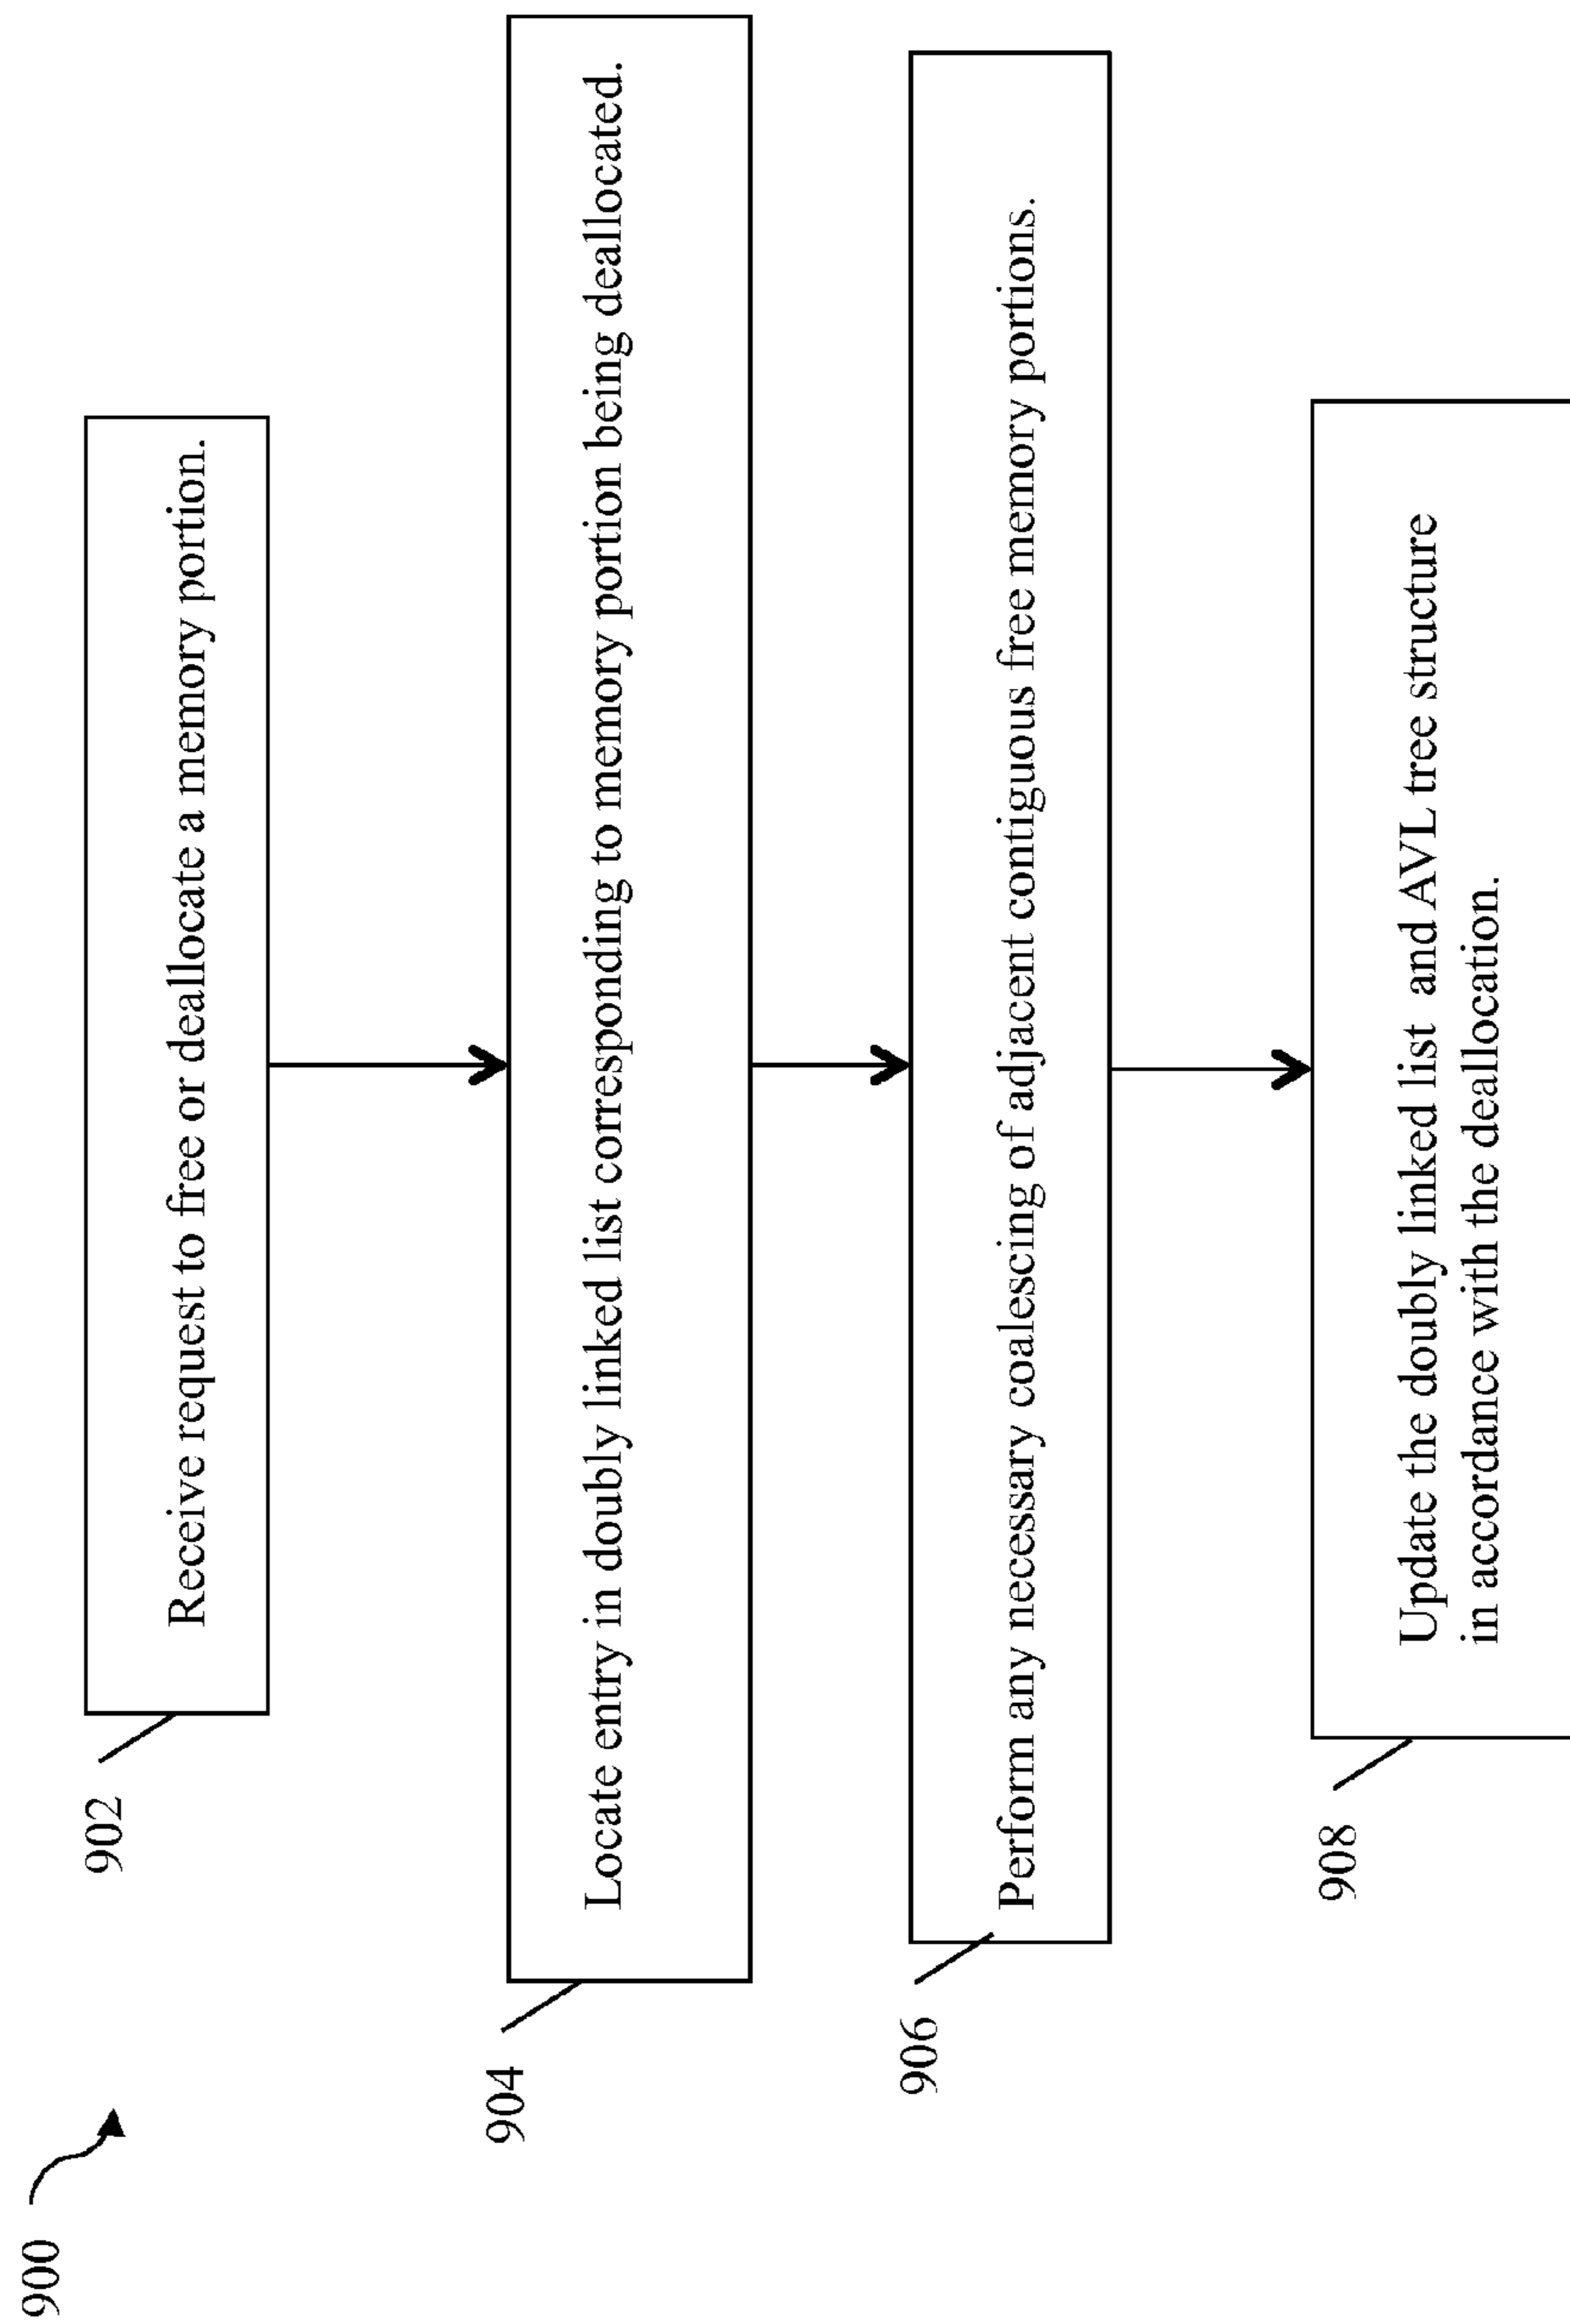 900
902
Receive request to free or deallocate a memory portion.
904
Locate entry in doubly linked list corresponding to memory portion being deallocated.
906
Perform any necessary coalescing of adjacent contiguous free memory portions.
908
Update the doubly linked list and AVL tree structure
in accordance with the deallocation.